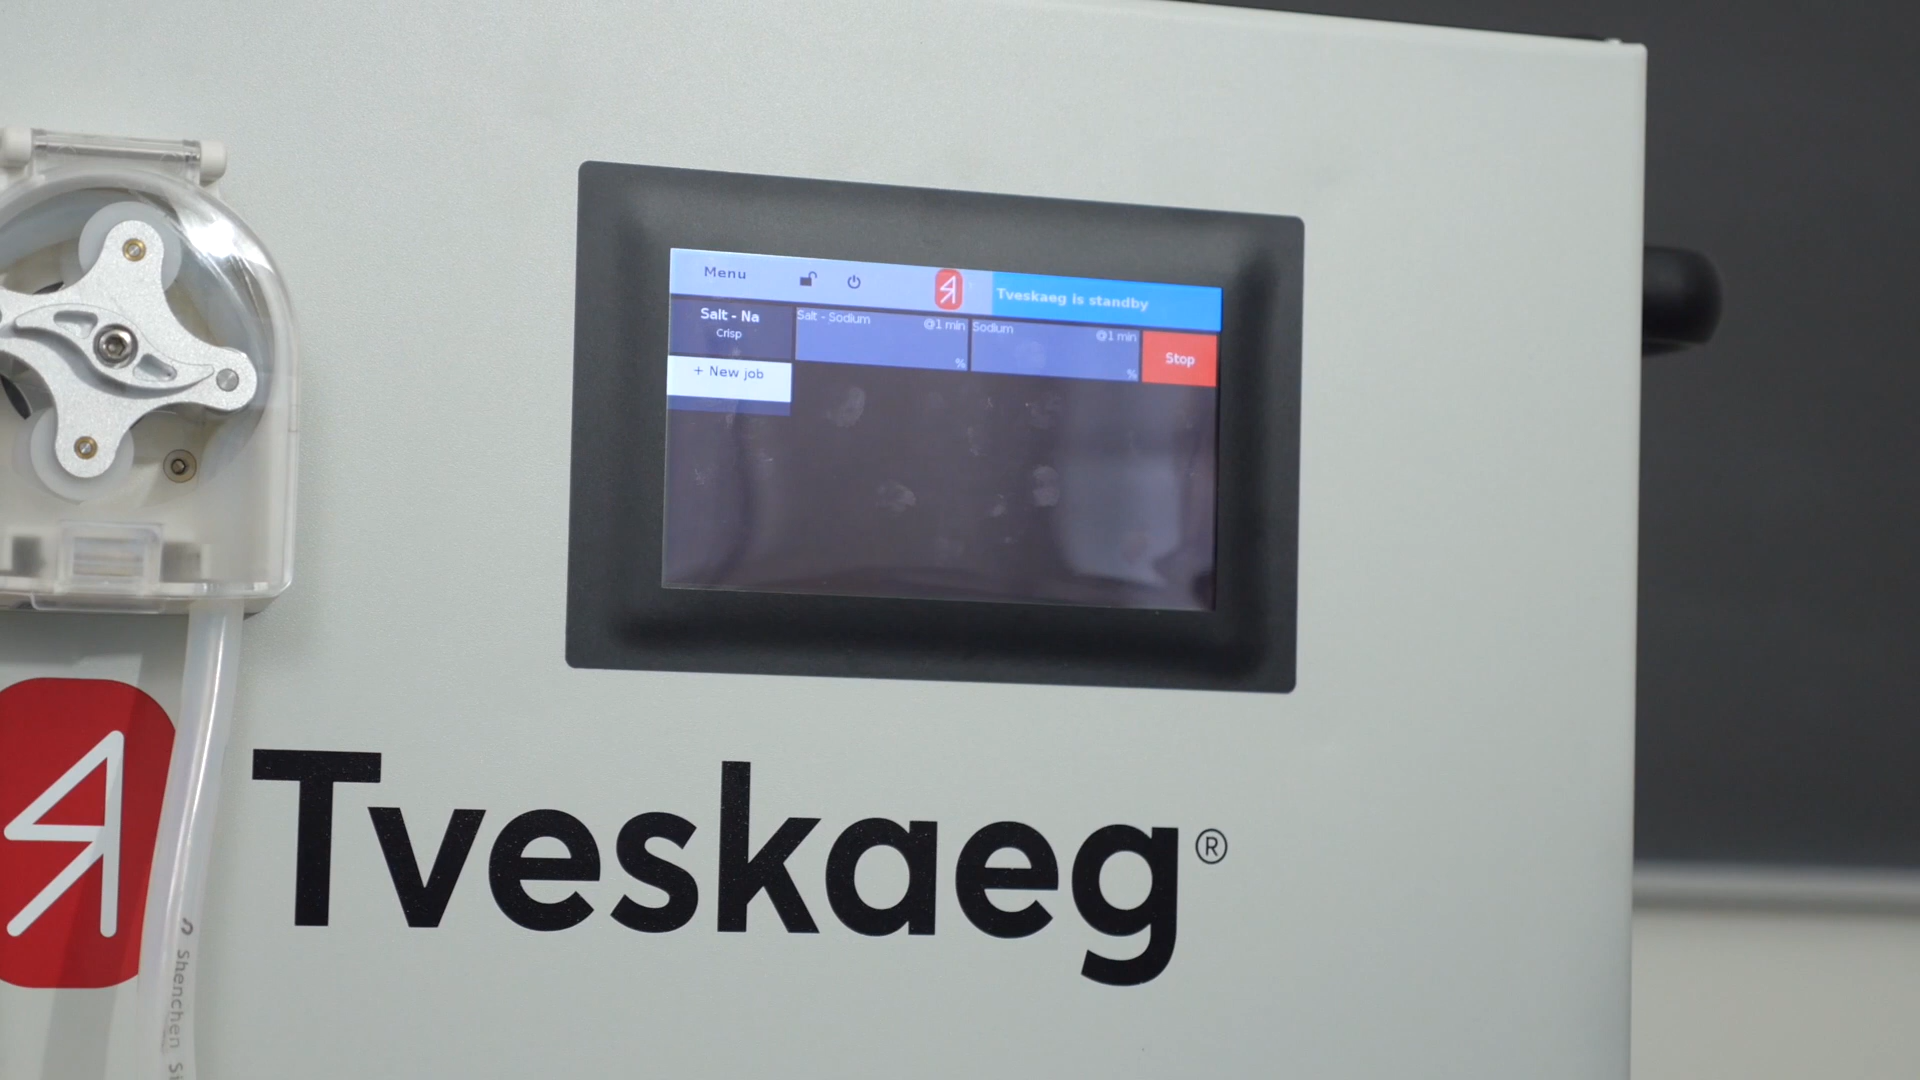 Menu
Tveskaeg is standby
Salt - Na
Crisp
Salt - Sodium
@1 min
%
Sodium
@1 min
%
Stop
+ New job
Tveskaeg®
Shenchen